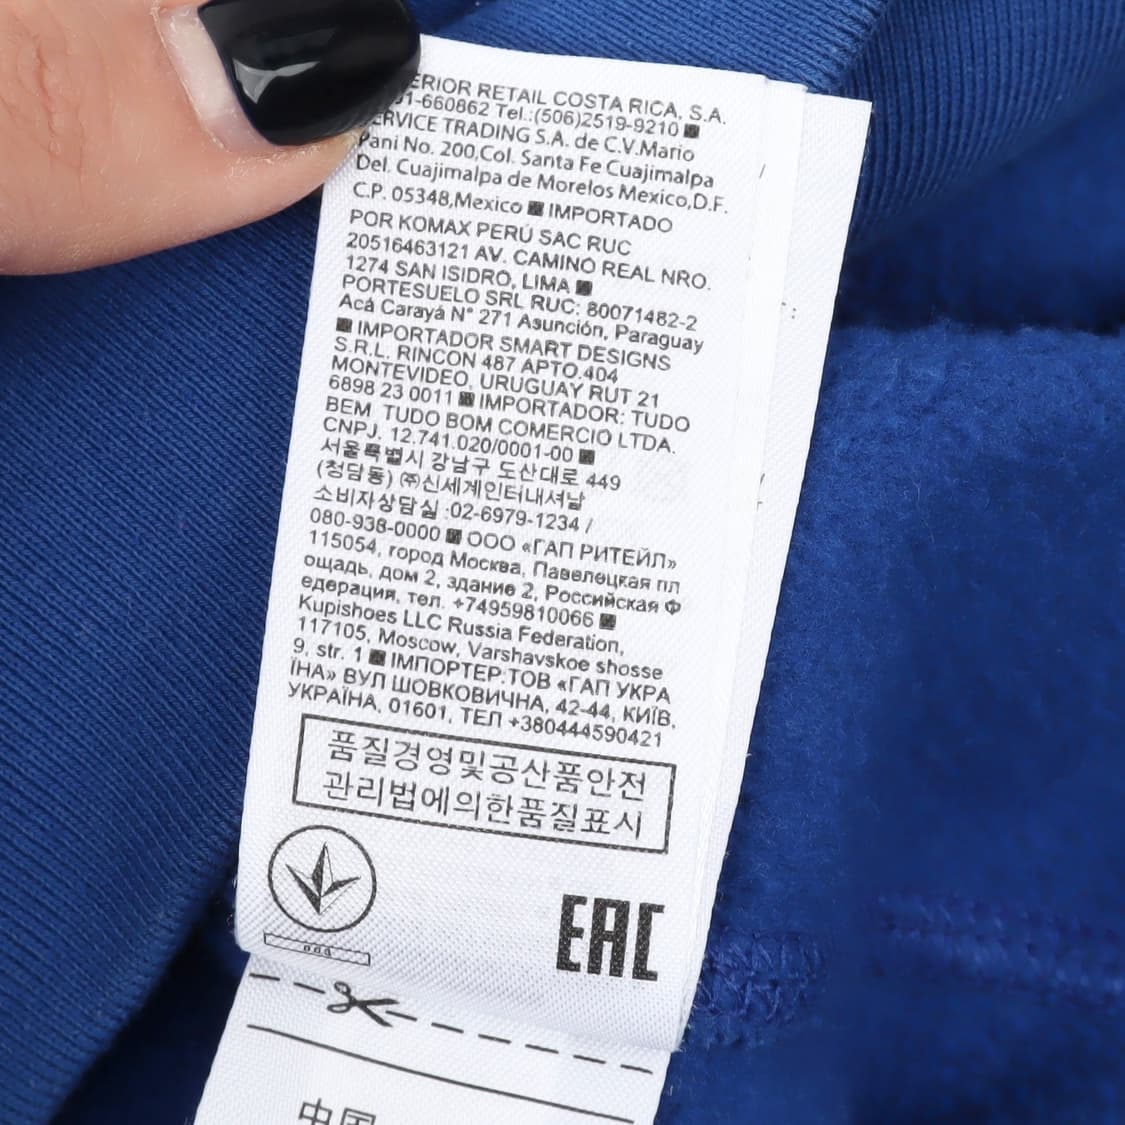 ERIOR RETAIL COSTA RICA, S.A.
01-660862 Tel.:(506)2519-9210
ERVICE TRADING S.A. de C.V.Mario
Pani No. 200,Col. Santa Fe Cuajimalpa
Del. Cuajimalpa de Morelos Mexico,D.F.
C.P. 05348,Mexico ■ IMPORTADO
POR KOMAX PERÚ SAC RUC
20516463121 AV. CAMINO REAL NRO.
1274 SAN ISIDRO, LIMA ■
PORTESUELO SRL RUC: 80071482-2
Acá Carayá N° 271 Asunción, Paraguay
■ IMPORTADOR SMART DESIGNS
S.R.L. RINCON 487 APTO.404
MONTEVIDEO, URUGUAY RUT 21
6898 23 0011 ■ IMPORTADOR: TUDO
BEM TUDO BOM COMERCIO LTDA.
CNPJ. 12.741.020/0001-00 ■
서울특별시 강남구 도산대로 449
(청담동) ㈜신세계인터내셔날
소비자상담실 :02-6979-1234 /
080-938-0000 ■ ООО «ГАП РИТЕЙЛ»
115054, город Москва, Павелецкая пл
ощадь, дом 2, здание 2, Российская Ф
едерация, тел. +74959810066 ■
Kupishoes LLC Russia Federation,
117105, Moscow, Varshavskoe shosse
9, str. 1 ■ ІМПОРТЕР:ТОВ «ГАП УКРА
ЇНА» ВУЛ ШОВКОВИЧНА, 42-44, КИЇВ,
УКРАЇНА, 01601, ТЕЛ +380444590421
품질경영및공산품안전
관리법에의한품질표시
EAC
中国